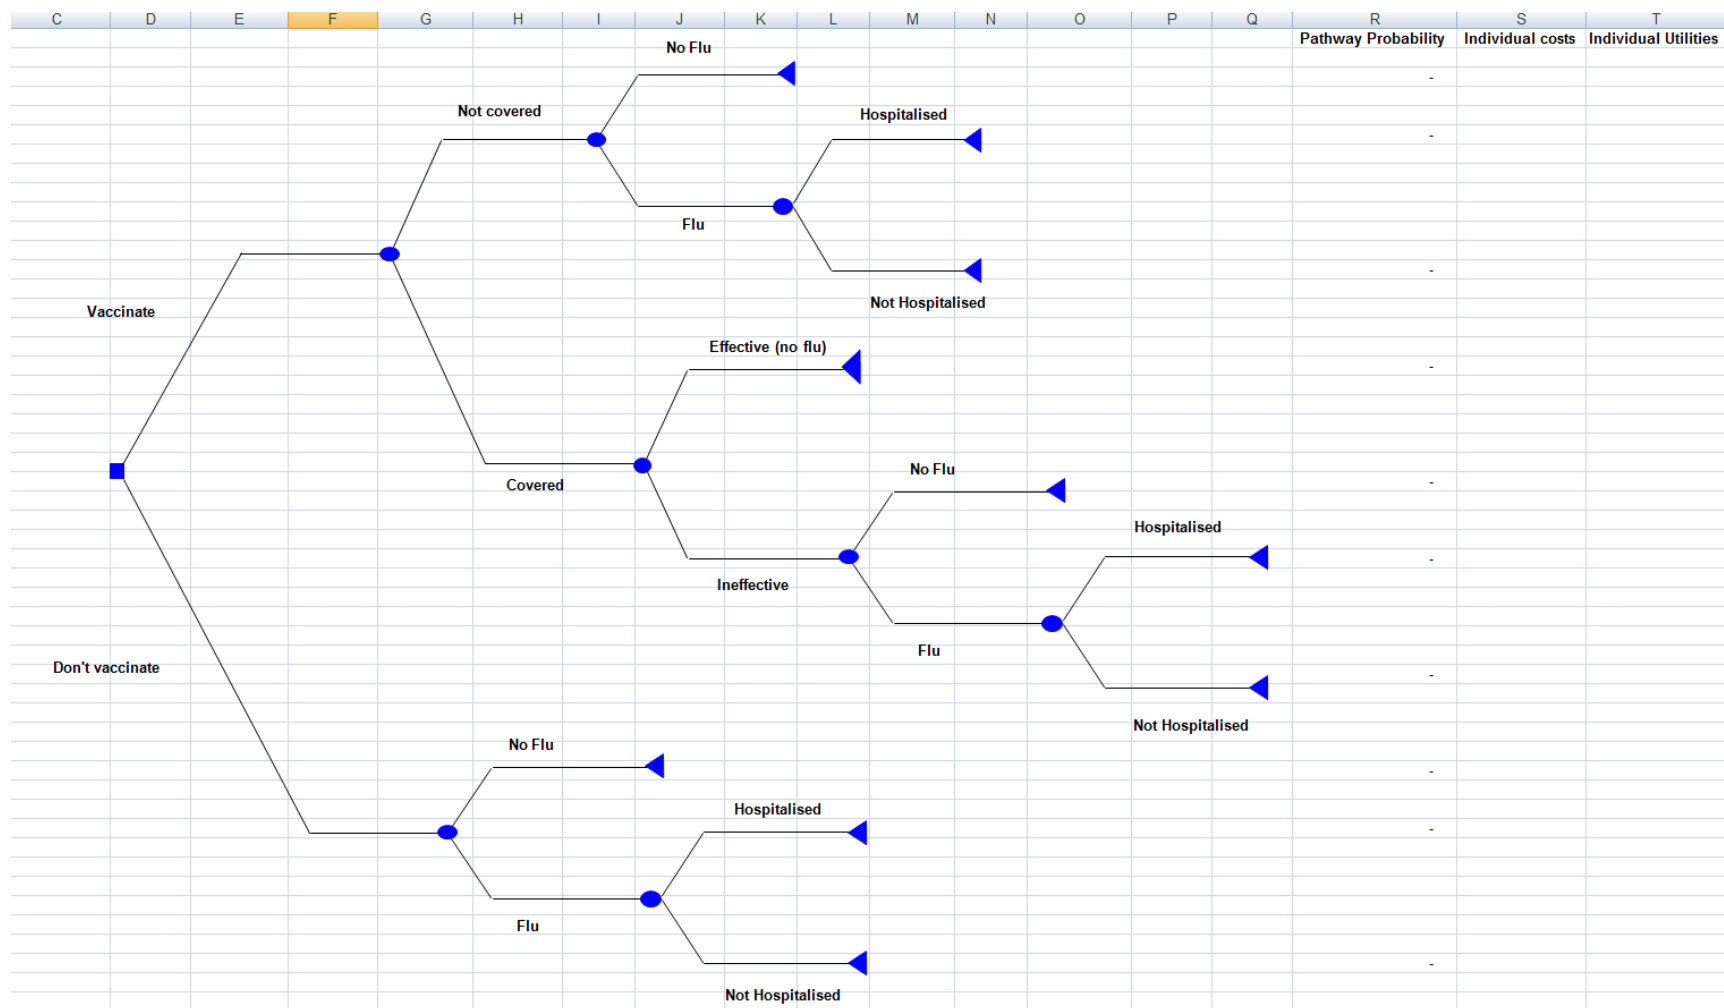 C D E F G H I J K L M N O P Q R S T
Pathway Probability Individual costs Individual Utilities
No Flu
-
Not covered
Hospitalised
-
Flu
-
Not Hospitalised
Vaccinate
Effective (no flu)
-
No Flu
-
Covered
Hospitalised
-
Ineffective
Flu
Don't vaccinate
-
Not Hospitalised
No Flu
-
Hospitalised
-
Flu
-
Not Hospitalised